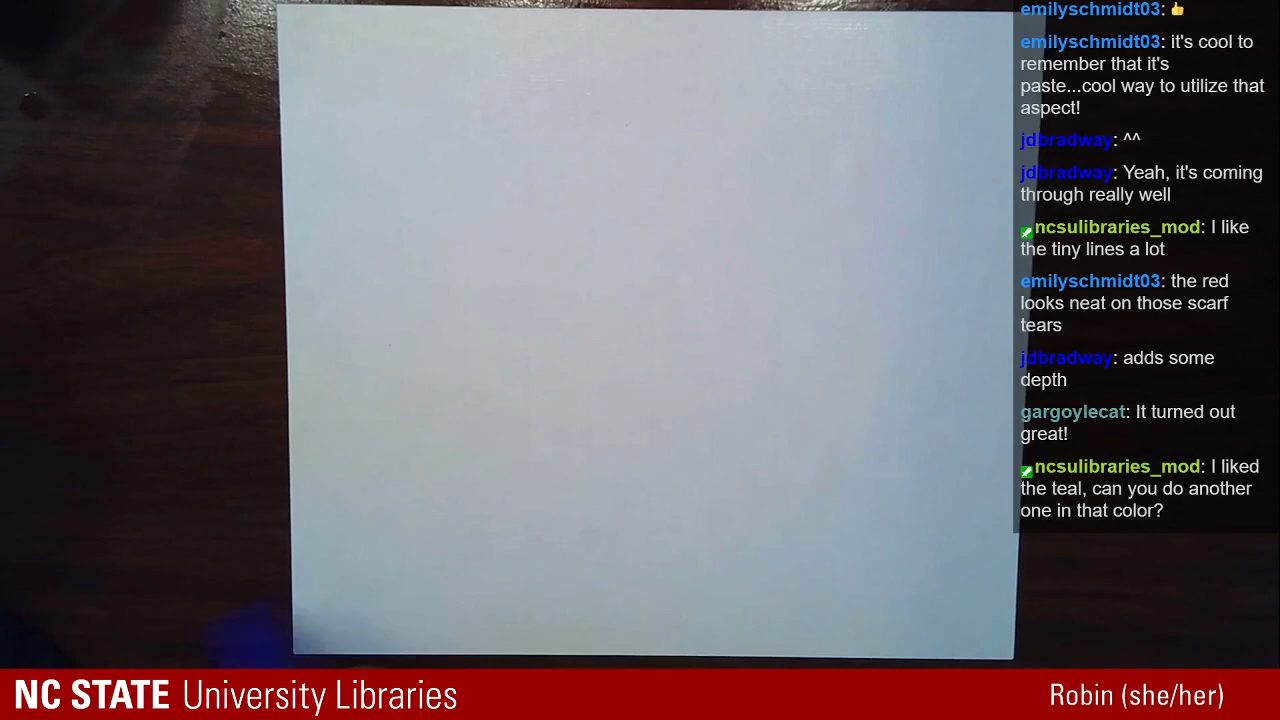 emilyschmidt03: 👍
emilyschmidt03: it's cool to
remember that it's
paste...cool way to utilize that
aspect!
jdbradway: ^^
jdbradway: Yeah, it's coming
through really well
ncsulibraries_mod: I like
the tiny lines a lot
emilyschmidt03: the red
looks neat on those scarf
tears
jdbradway: adds some
depth
gargoylecat: It turned out
great!
ncsulibraries_mod: I liked
the teal, can you do another
one in that color?
NC STATE University Libraries
Robin (she/her)